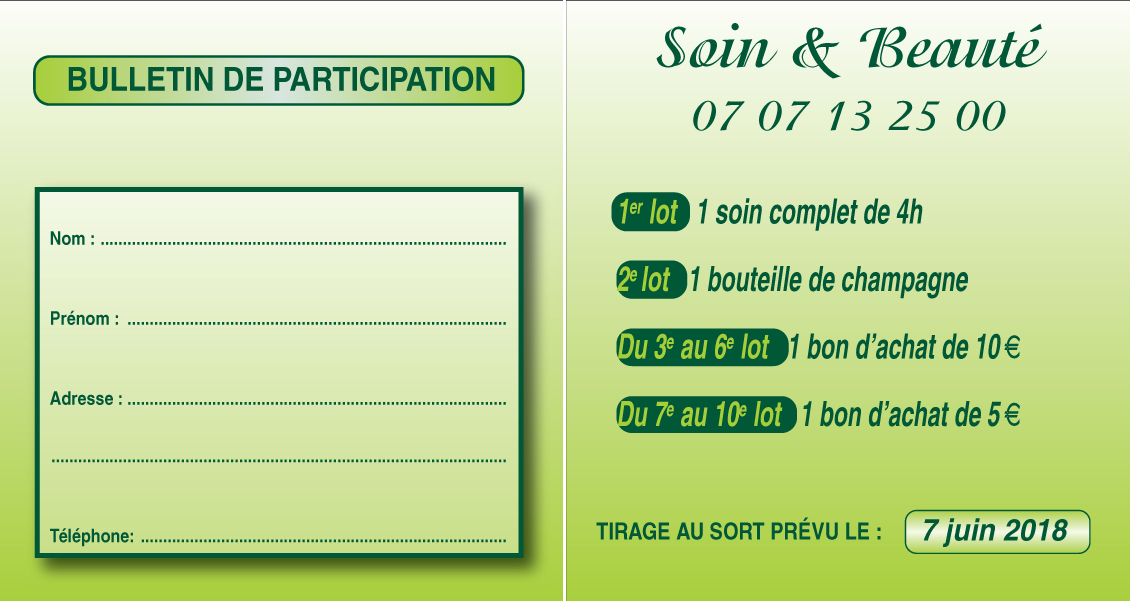 BULLETIN DE PARTICIPATION
Nom : ...............................................................................................
Prénom : .........................................................................................
Adresse : .........................................................................................
...........................................................................................................
Téléphone: ......................................................................................
Soin & Beauté
07 07 13 25 00
1er lot 1 soin complet de 4h
2e lot 1 bouteille de champagne
Du 3e au 6e lot 1 bon d’achat de 10 €
Du 7e au 10e lot 1 bon d’achat de 5 €
TIRAGE AU SORT PRÉVU LE : 7 juin 2018